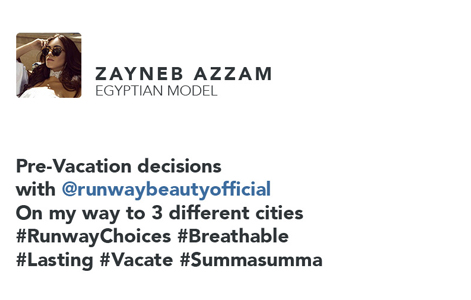 ZAYNEB AZZAM
EGYPTIAN MODEL
Pre-Vacation decisions
with @runwaybeautyofficial
On my way to 3 different cities
#RunwayChoices #Breathable
#Lasting #Vacate #Summasumma